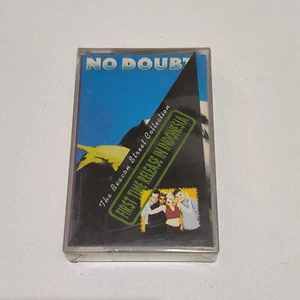 NO DOUBT
The Beacon Street Collection
FIRST TIME RELEASE IN INDONESIA